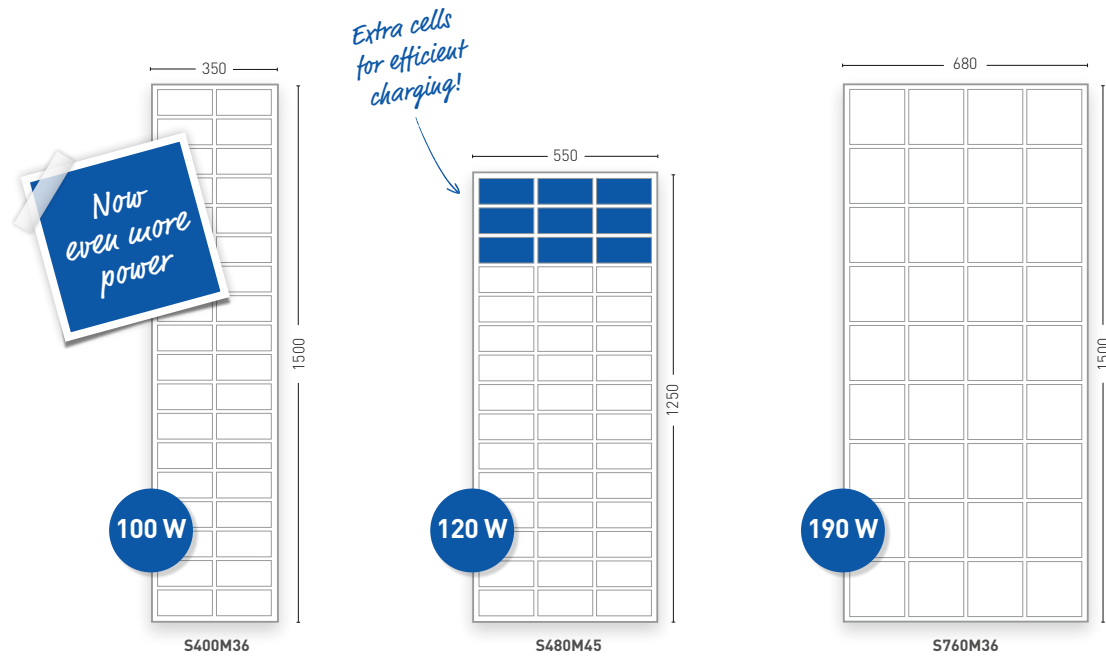 Extra cells
for efficient
charging!
350
680
550
Now
even more
power
1500
1250
1500
100 W
120 W
190 W
S400M36
S480M45
S760M36